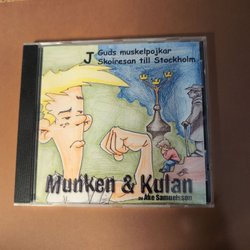 J Guds muskelpojkar
Skolresan till Stockholm
Munken & Kulan
av Åke Samuelsson